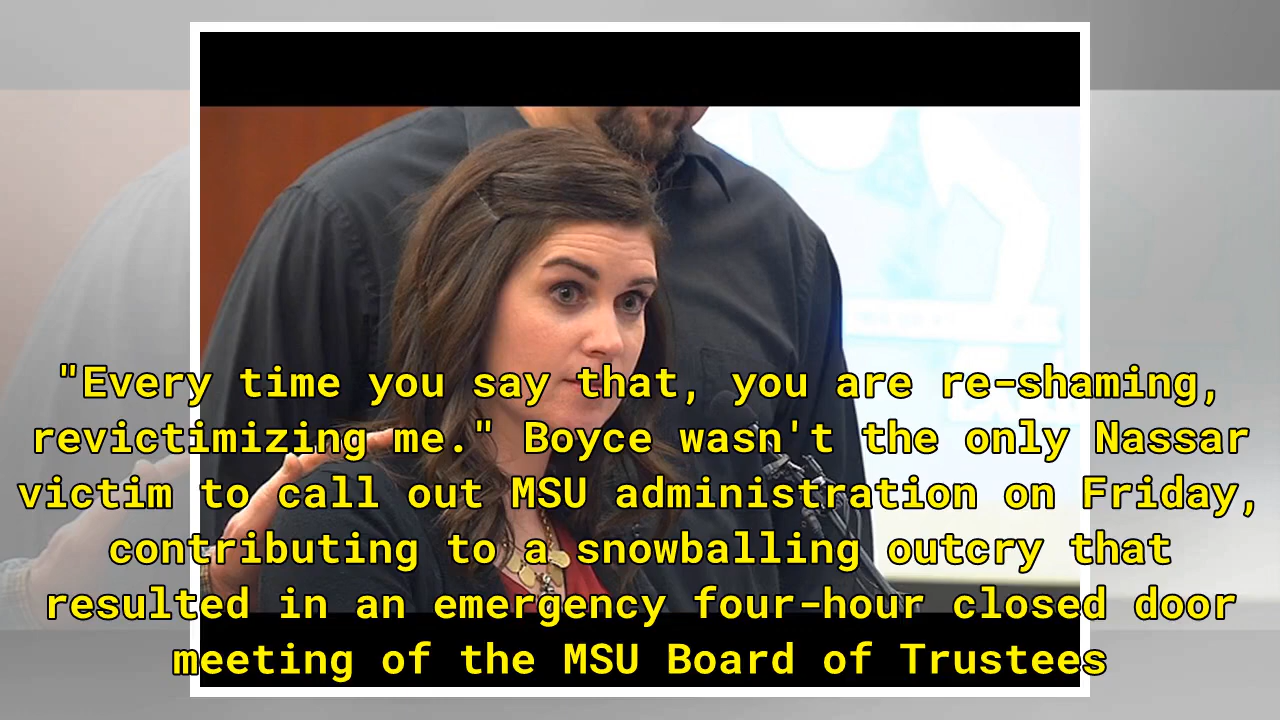 "Every time you say that, you are re-shaming,
revictimizing me." Boyce wasn't the only Nassar
victim to call out MSU administration on Friday,
contributing to a snowballing outcry that
resulted in an emergency four-hour closed door
meeting of the MSU Board of Trustees